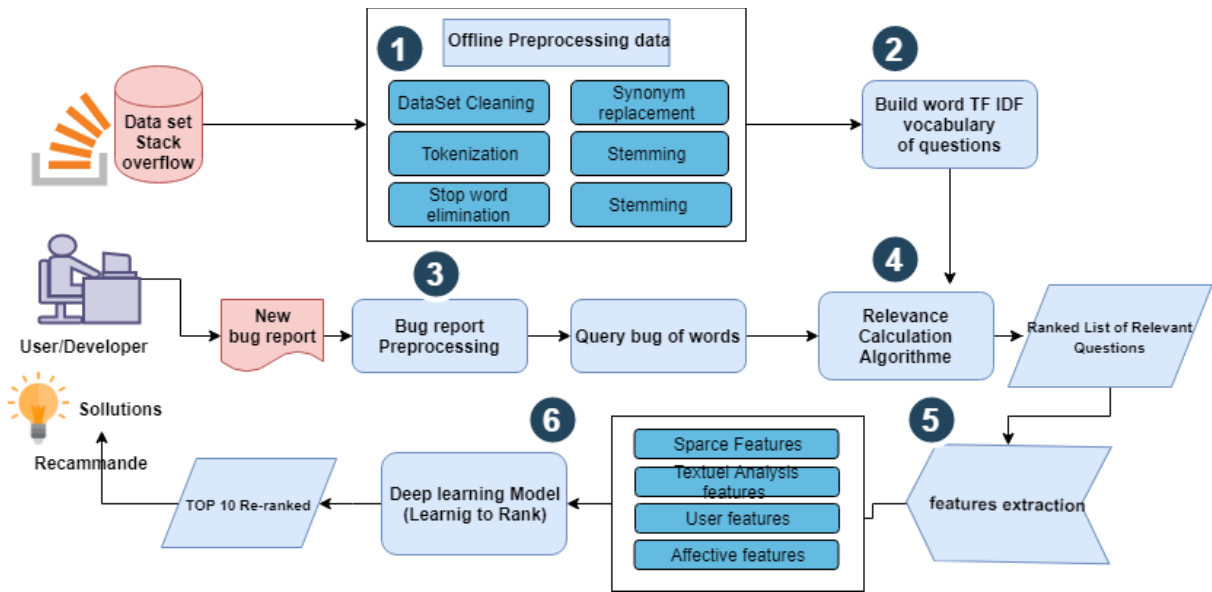 1
Offline Preprocessing data
2
Data set
Stack
overflow
DataSet Cleaning
Synonym
replacement
Tokenization
Stemming
Stop word
elimination
Stemming
Build word TF IDF
vocabulary
of questions
User/Developer
New
bug report
3
Bug report
Preprocessing
Query bug of words
4
Relevance
Calculation
Algorithme
Ranked List of Relevant
Questions
5
features extraction
Sparce Features
Textuel Analysis
features
User features
Affective features
6
Deep learning Model
(Learnig to Rank)
TOP 10 Re-ranked
Sollutions
Recammande